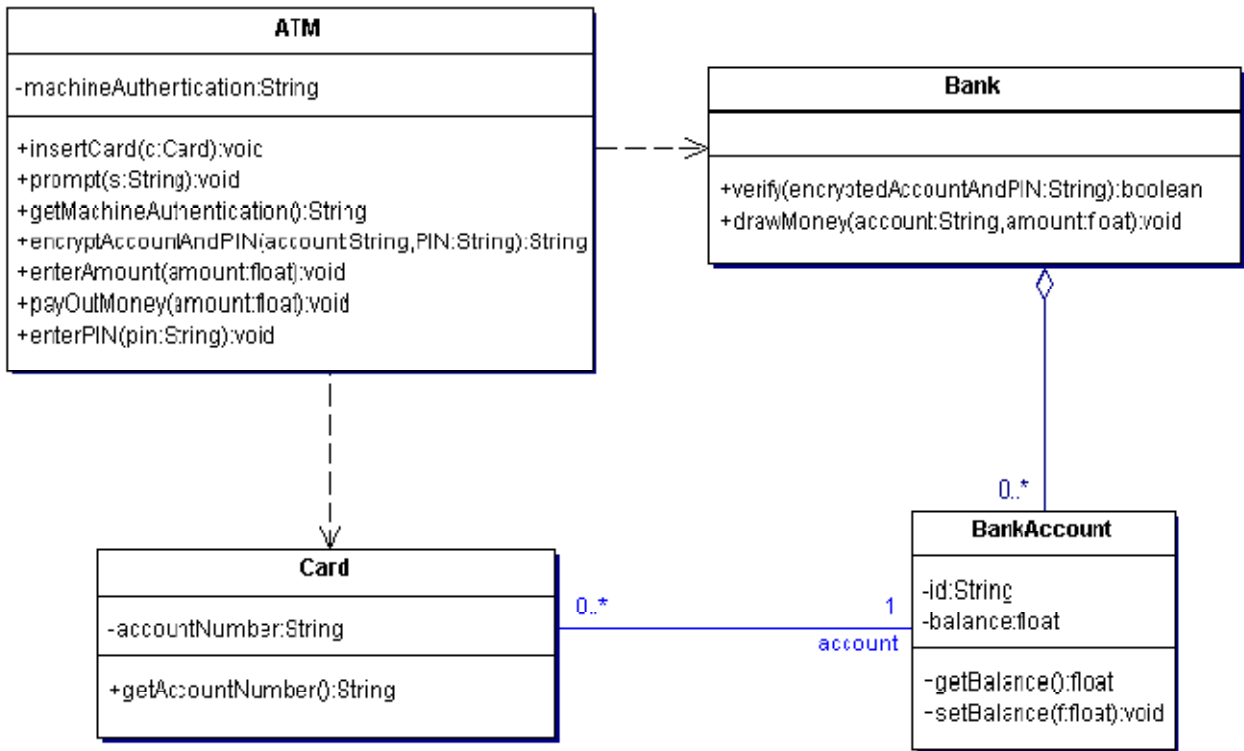 ATM
-machineAuthertication:String
+insertCard(c:Card):void
+prompt(s:String):void
+getMachineAuthentication():String
+encryptAccountAndPIN(account:String,PIN:String):String
+enterAmount(amount:float):void
+payOutMoney(amount:float):void
+enterPIN(pin:String):void
Bank
+verify(encryptedAccountAndPIN:String):boolean
+drawMoney(account:String,amount:float):void
0..*
BankAccount
-id:String
-balance:float
+getBalance():float
+setBalance(f:float):void
Card
-accountNumber:String
+getAccountNumber():String
0..*
1
account